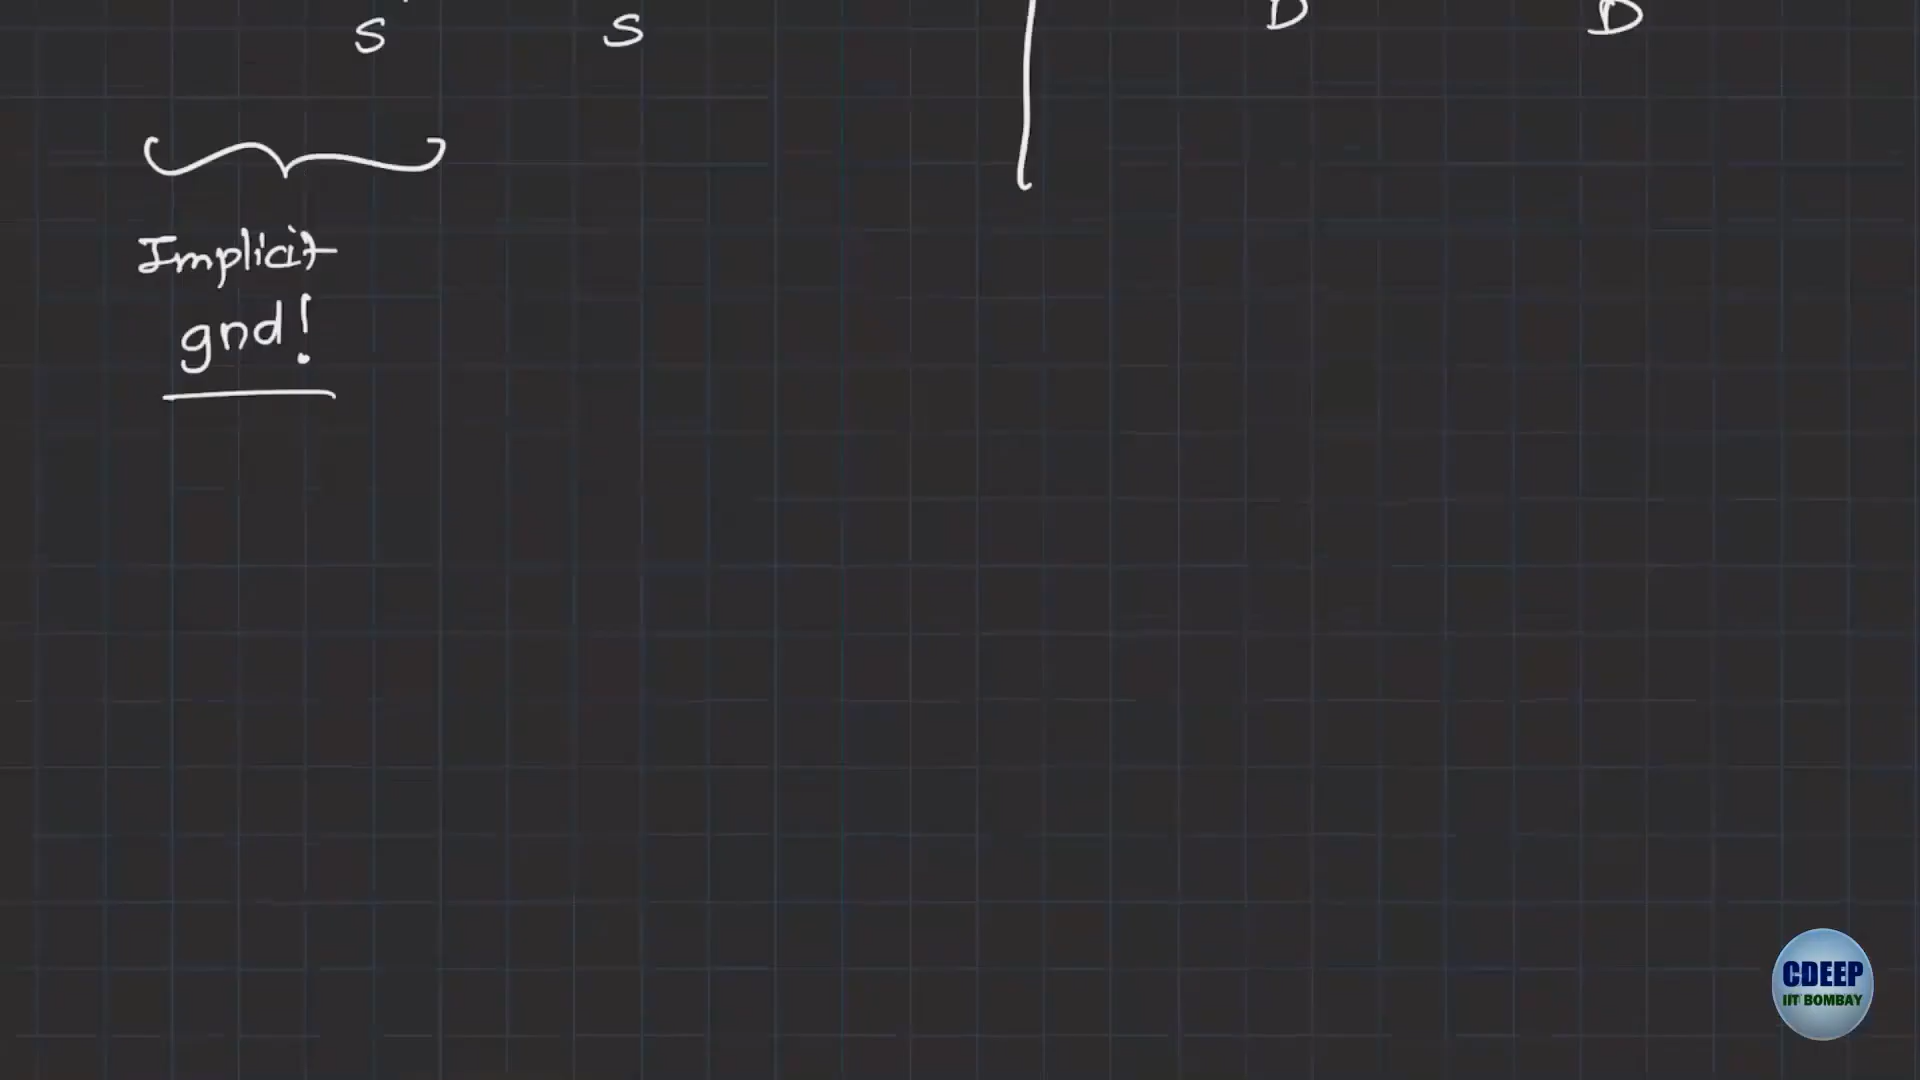 S S D D
Implicit
gnd!
CDEEP
IIT BOMBAY